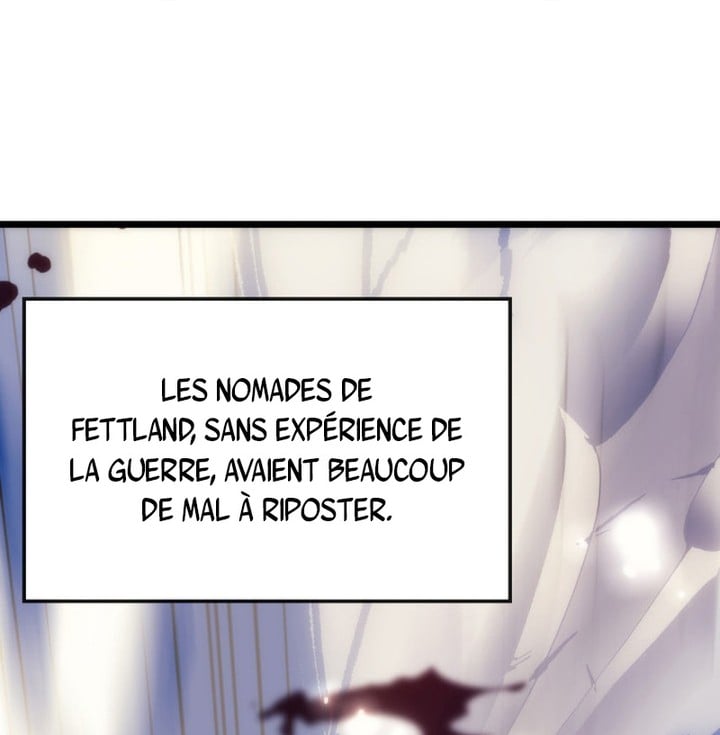 LES NOMADES DE
FETTLAND, SANS EXPÉRIENCE DE
LA GUERRE, AVAIENT BEAUCOUP
DE MAL À RIPOSTER.